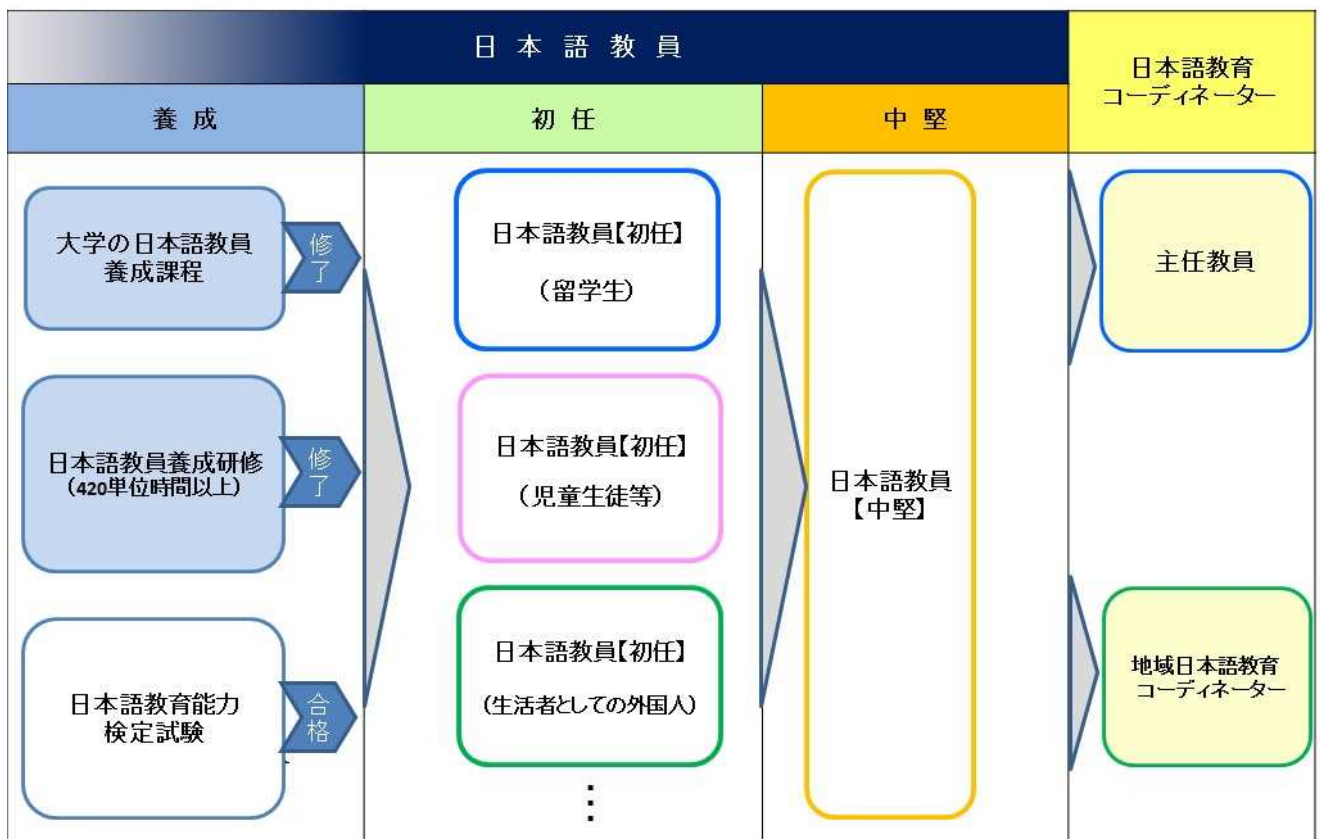 日本語教員
日本語教育
コーディネーター
養成
初任
中堅
大学の日本語教員
養成課程
修了
日本語教員【初任】
（留学生）
主任教員
日本語教員養成研修
（420単位時間以上）
修了
日本語教員【初任】
（児童生徒等）
日本語教員
【中堅】
日本語教育能力
検定試験
合格
日本語教員【初任】
（生活者としての外国人）
地域日本語教育
コーディネーター
⋮